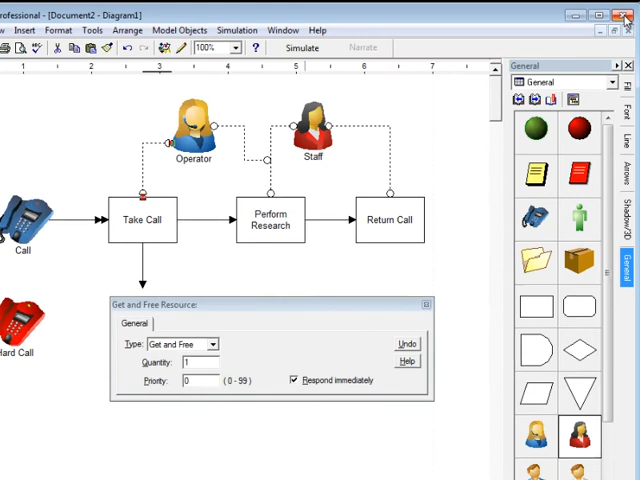 rofessional - [Document2 - Diagram1]
w Insert Format Tools Arrange Model Objects Simulation Window Help
100% ? Simulate Narrate
1 2 3 4 5 6 7
General
General
Fill
Font
Line
Arrows
Shadow/3D
General
Operator
Staff
Take Call
Perform
Research
Return Call
Call
Hard Call
Get and Free Resource:
General
Type: Get and Free Undo
Quantity: 1 Help
Priority: 0 ( 0 - 99 ) Respond immediately